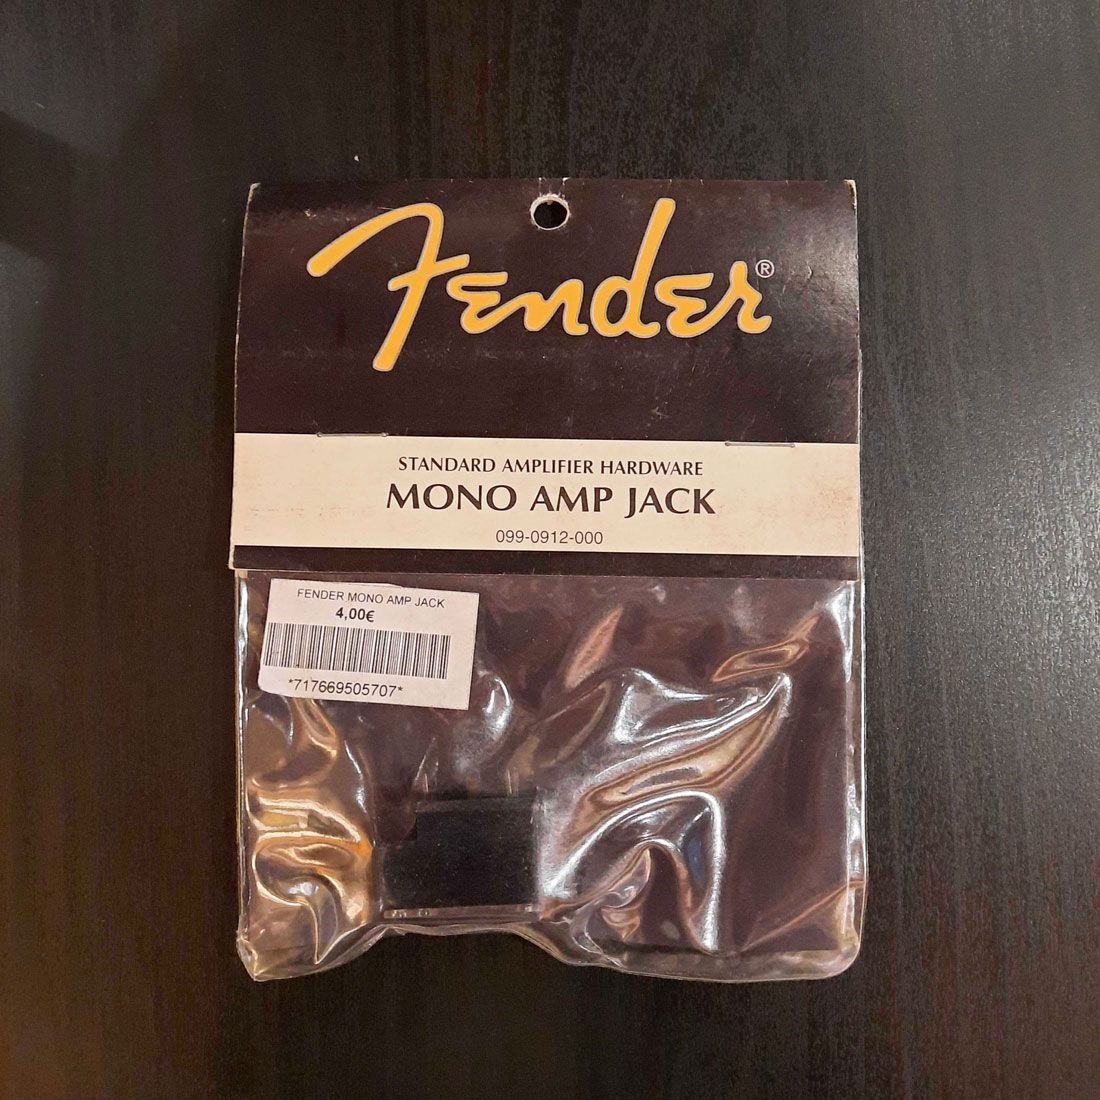 Fender®
STANDARD AMPLIFIER HARDWARE
MONO AMP JACK
099-0912-000
FENDER MONO AMP JACK
4,00€
*717669505707*